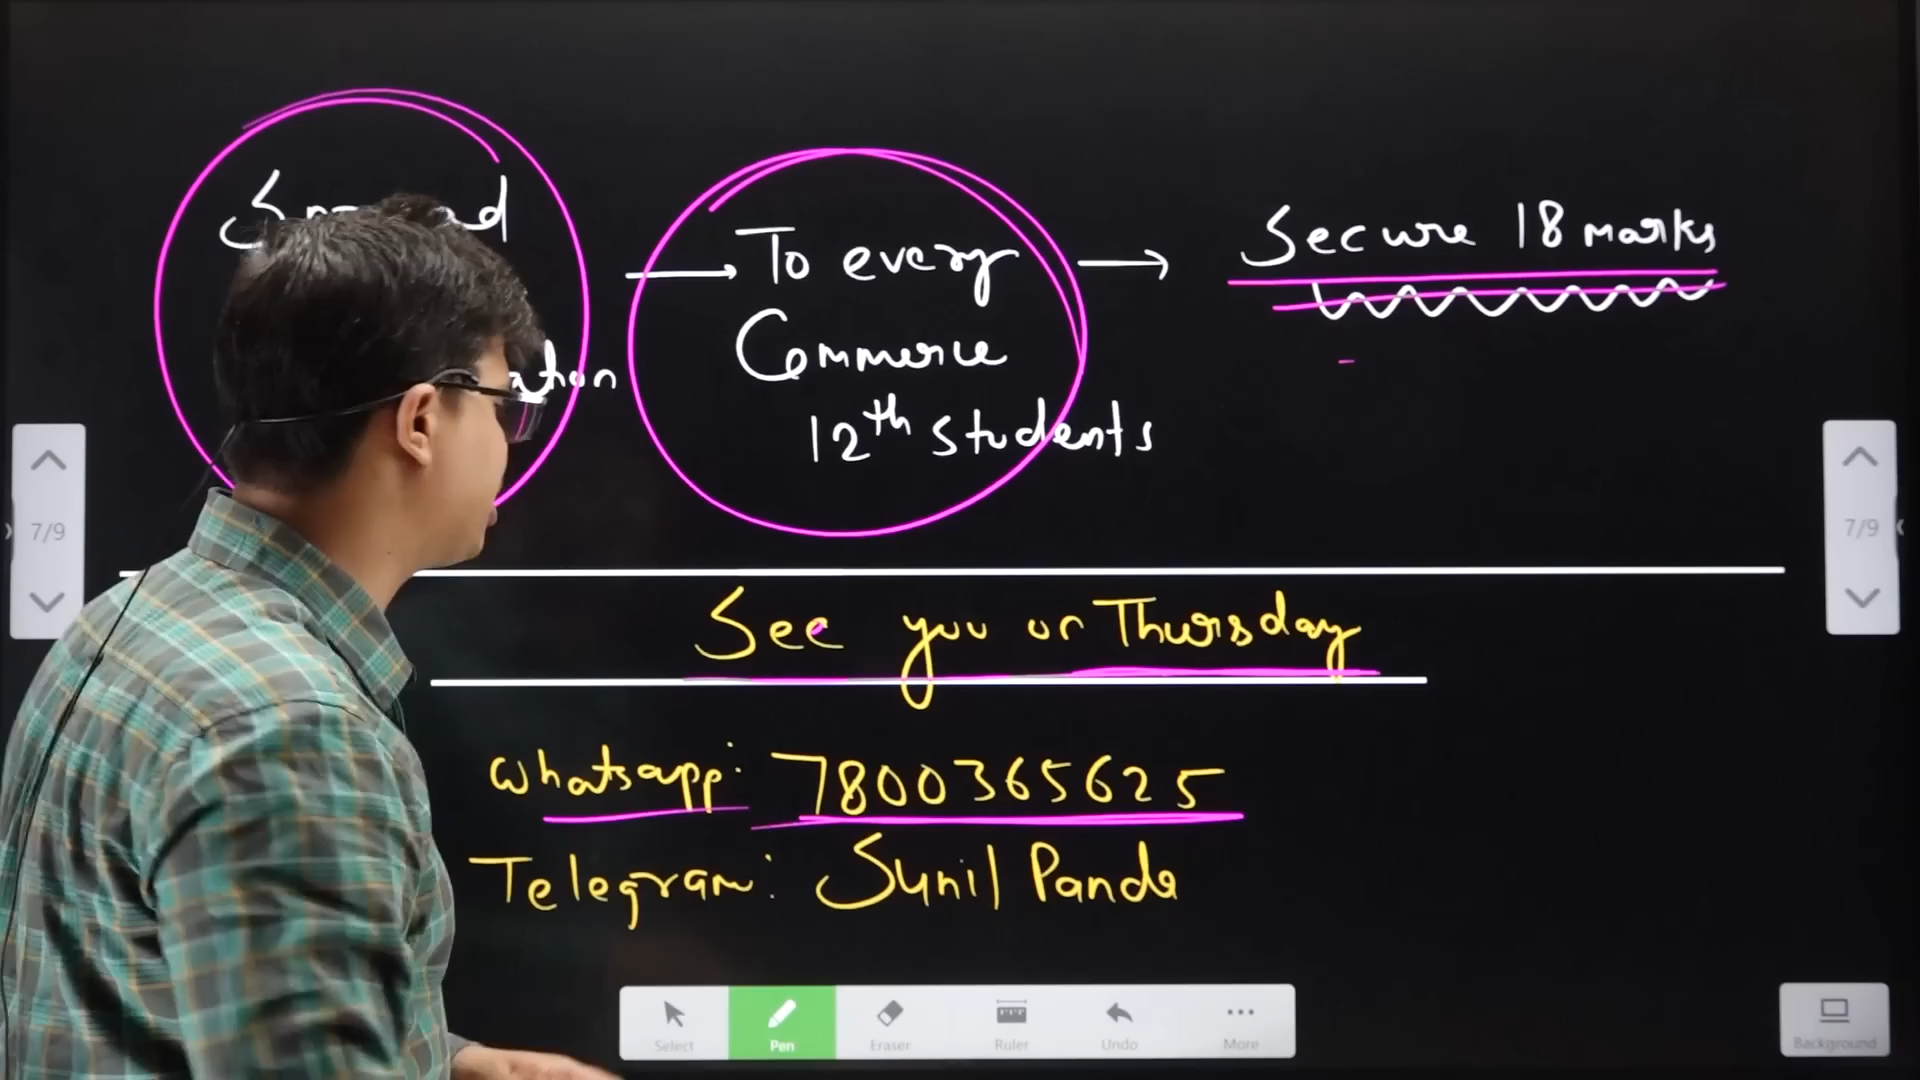 To every
Commerce
12th Students
Secure 18 marks
7/9
7/9
See you on Thursday
Whatsapp: 7800365625
Telegram: Sunil Panda
Select
Pen
Eraser
Ruler
Undo
More
Background